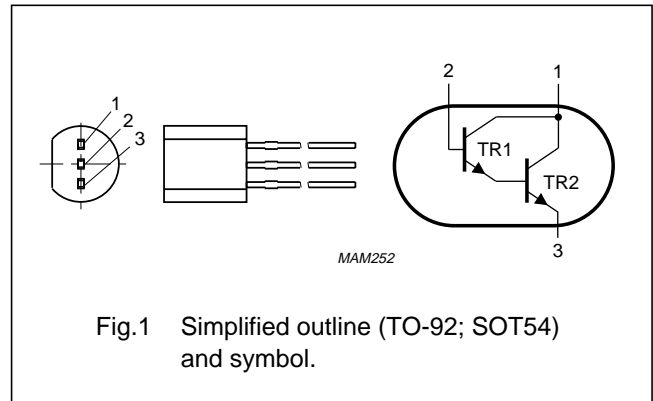 1
2
3
2 1
TR1
TR2
3
MAM252
Fig.1 Simplified outline (TO-92; SOT54)
and symbol.